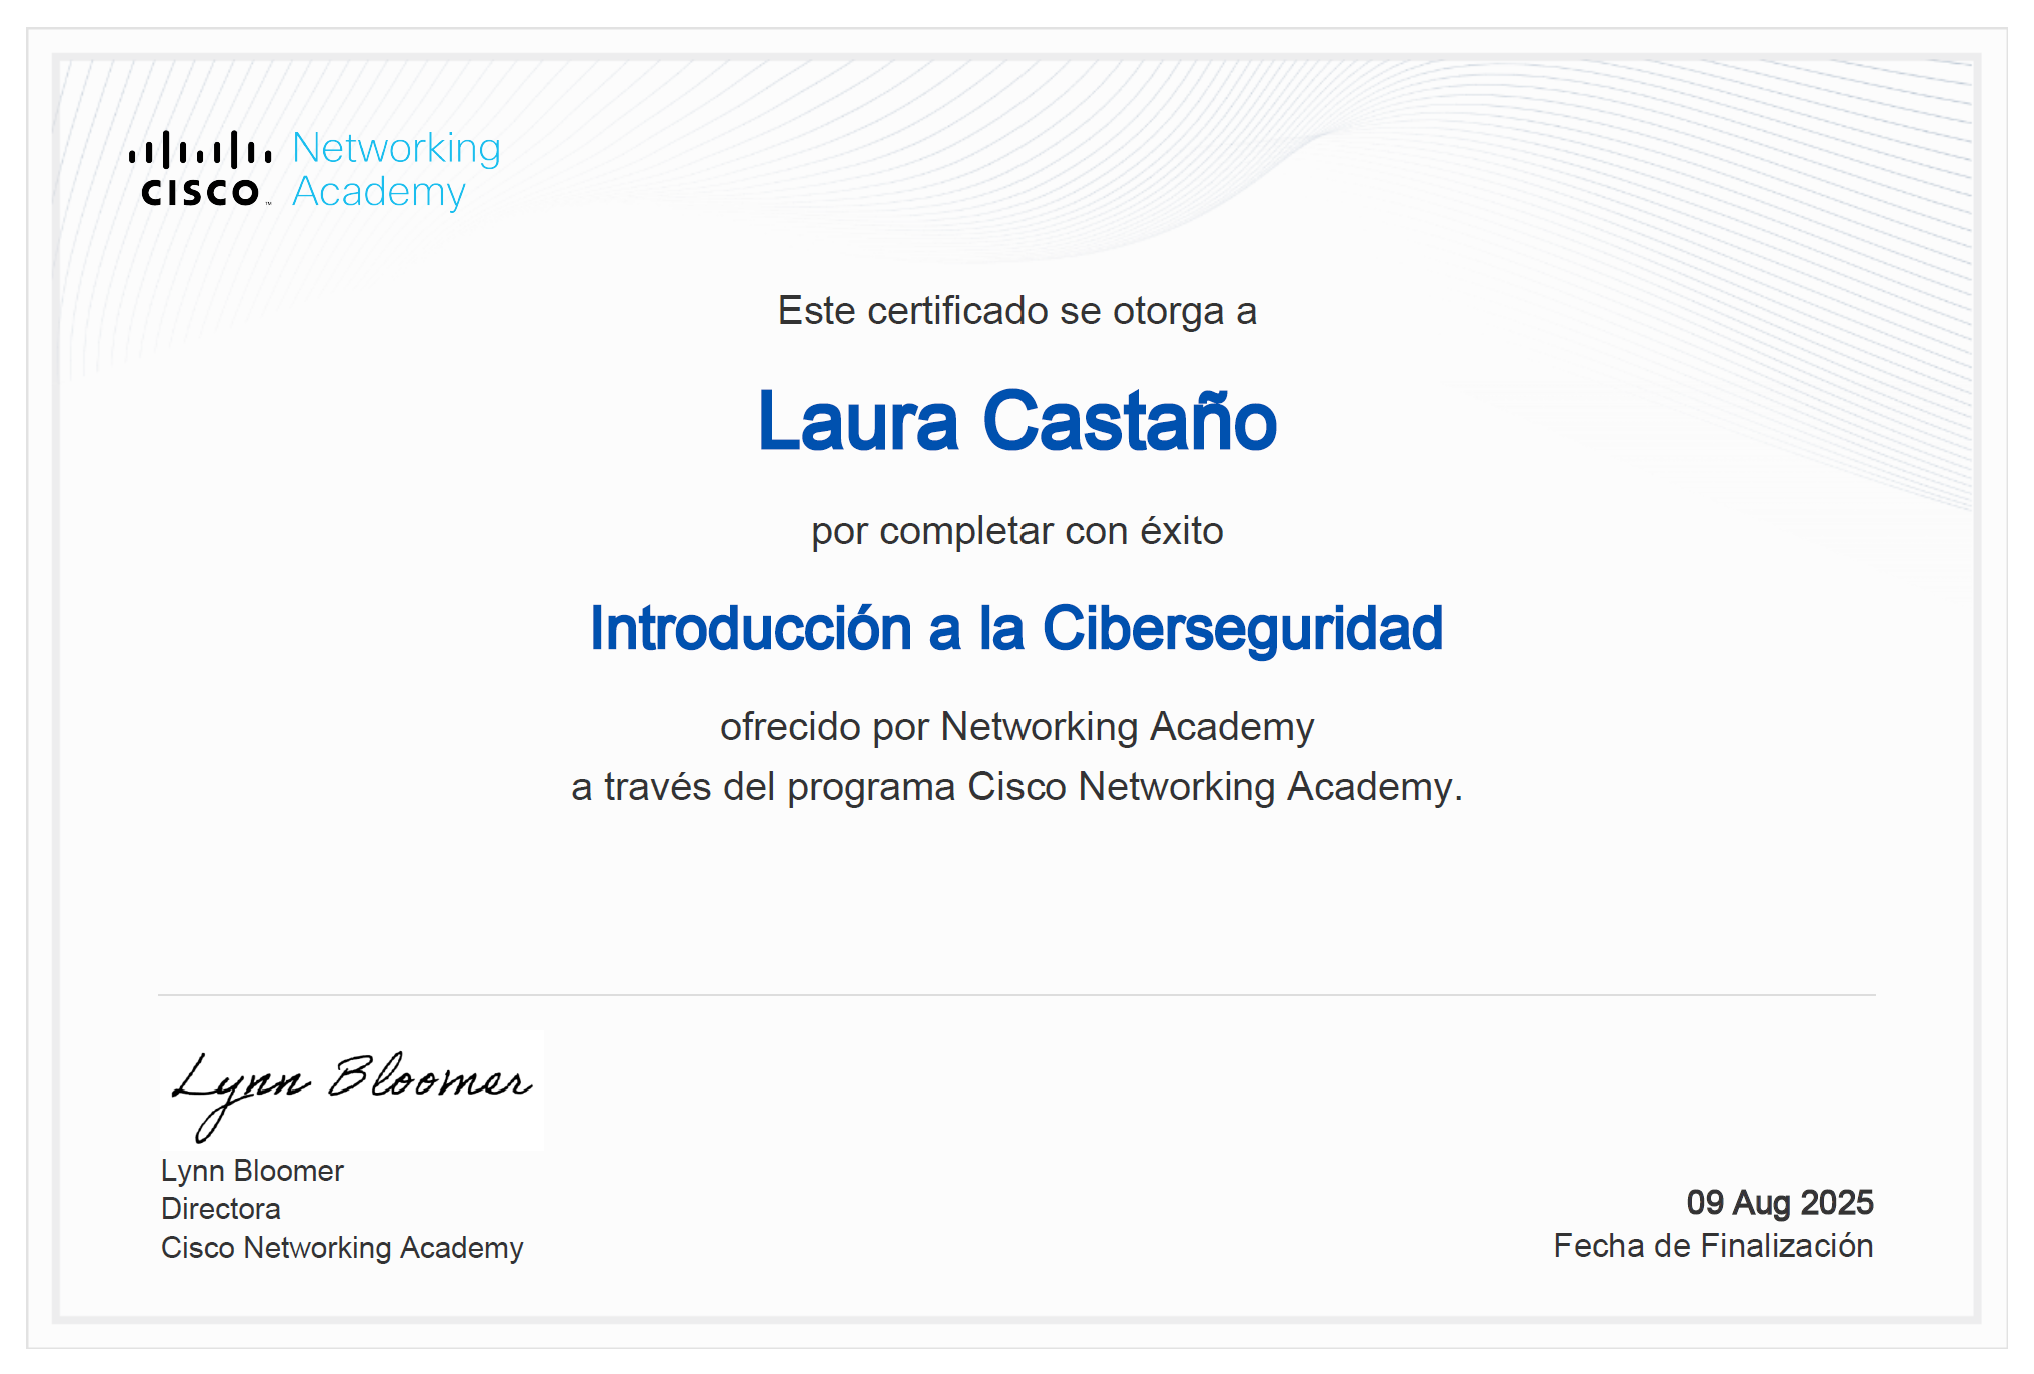 CISCO™ Networking
Academy
Este certificado se otorga a
Laura Castaño
por completar con éxito
Introducción a la Ciberseguridad
ofrecido por Networking Academy
a través del programa Cisco Networking Academy.
Lynn Bloomer
Lynn Bloomer
Directora
Cisco Networking Academy
09 Aug 2025
Fecha de Finalización